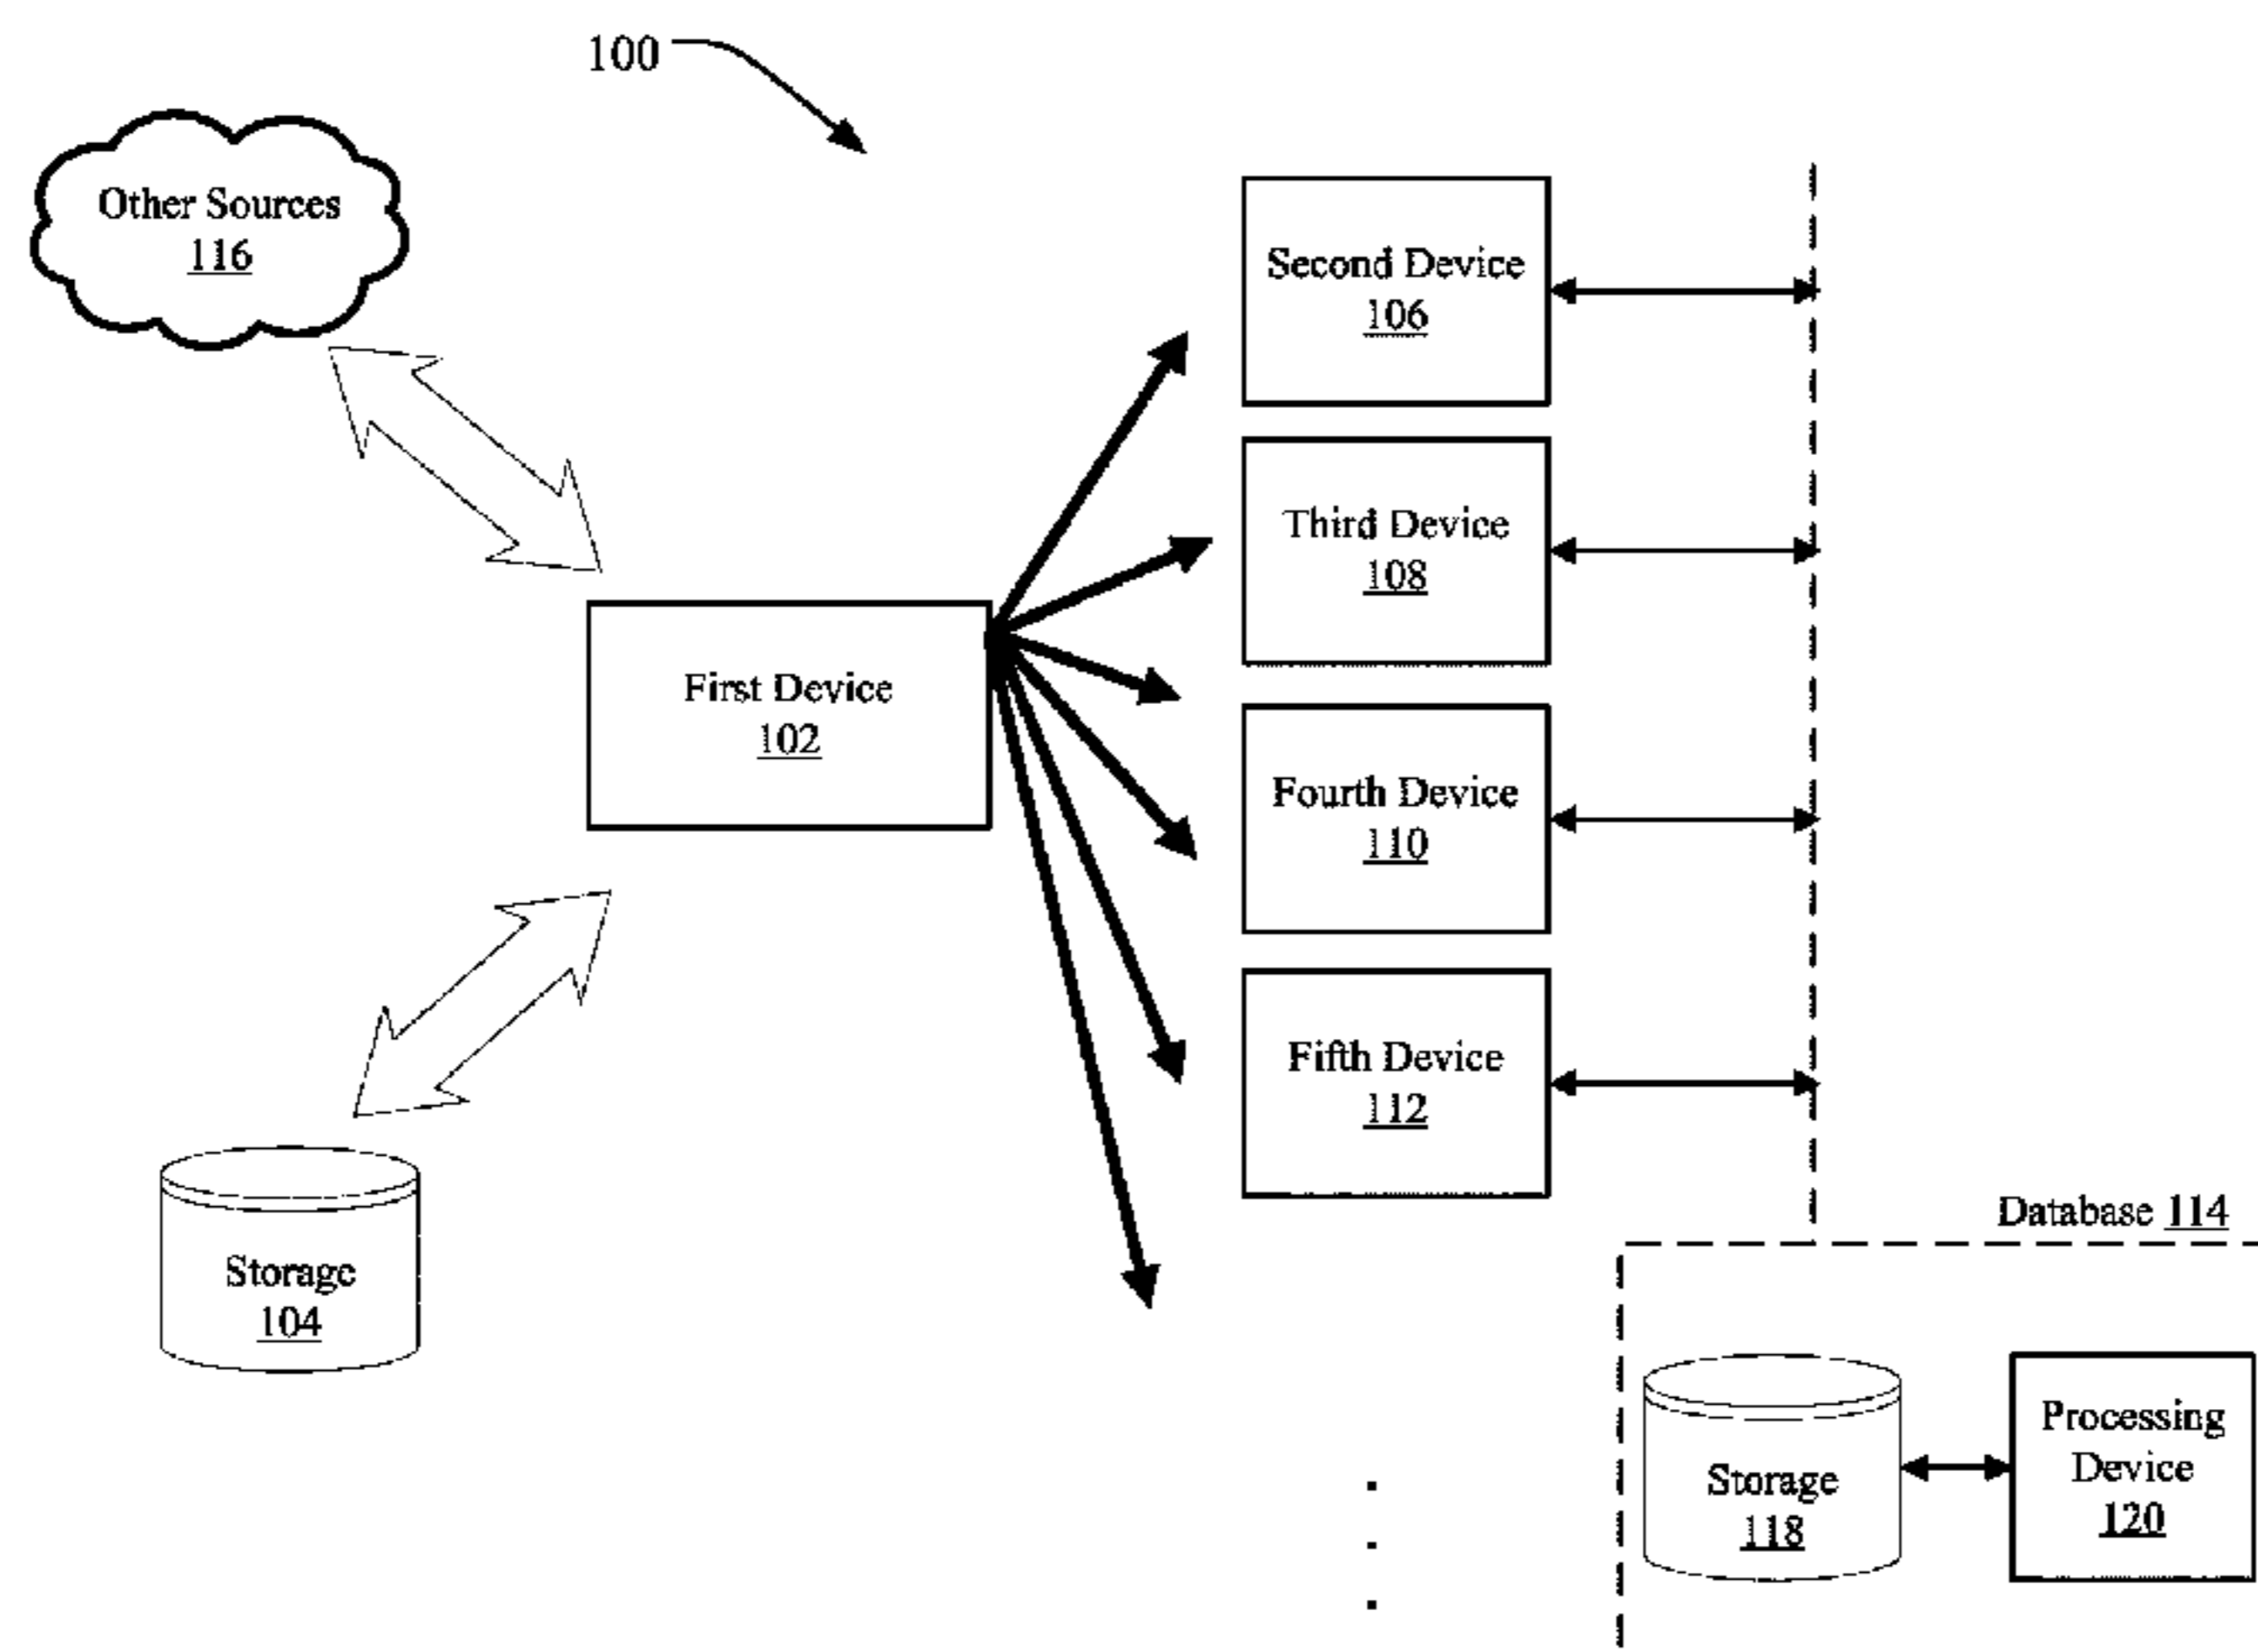 100
Other Sources
116
Second Device
106
Third Device
108
First Device
102
Fourth Device
110
Fifth Device
112
Database 114
Storage
104
Processing
Device
120
Storage
118